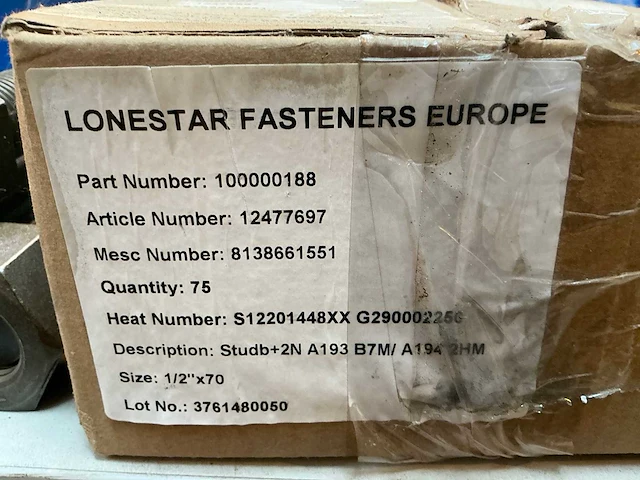 LONESTAR FASTENERS EUROPE
Part Number: 100000188
Article Number: 12477697
Mesc Number: 8138661551
Quantity: 75
Heat Number: S12201448XX G290002256
Description: Studb+2N A193 B7M/ A194 2HM
Size: 1/2"x70
Lot No.: 3761480050